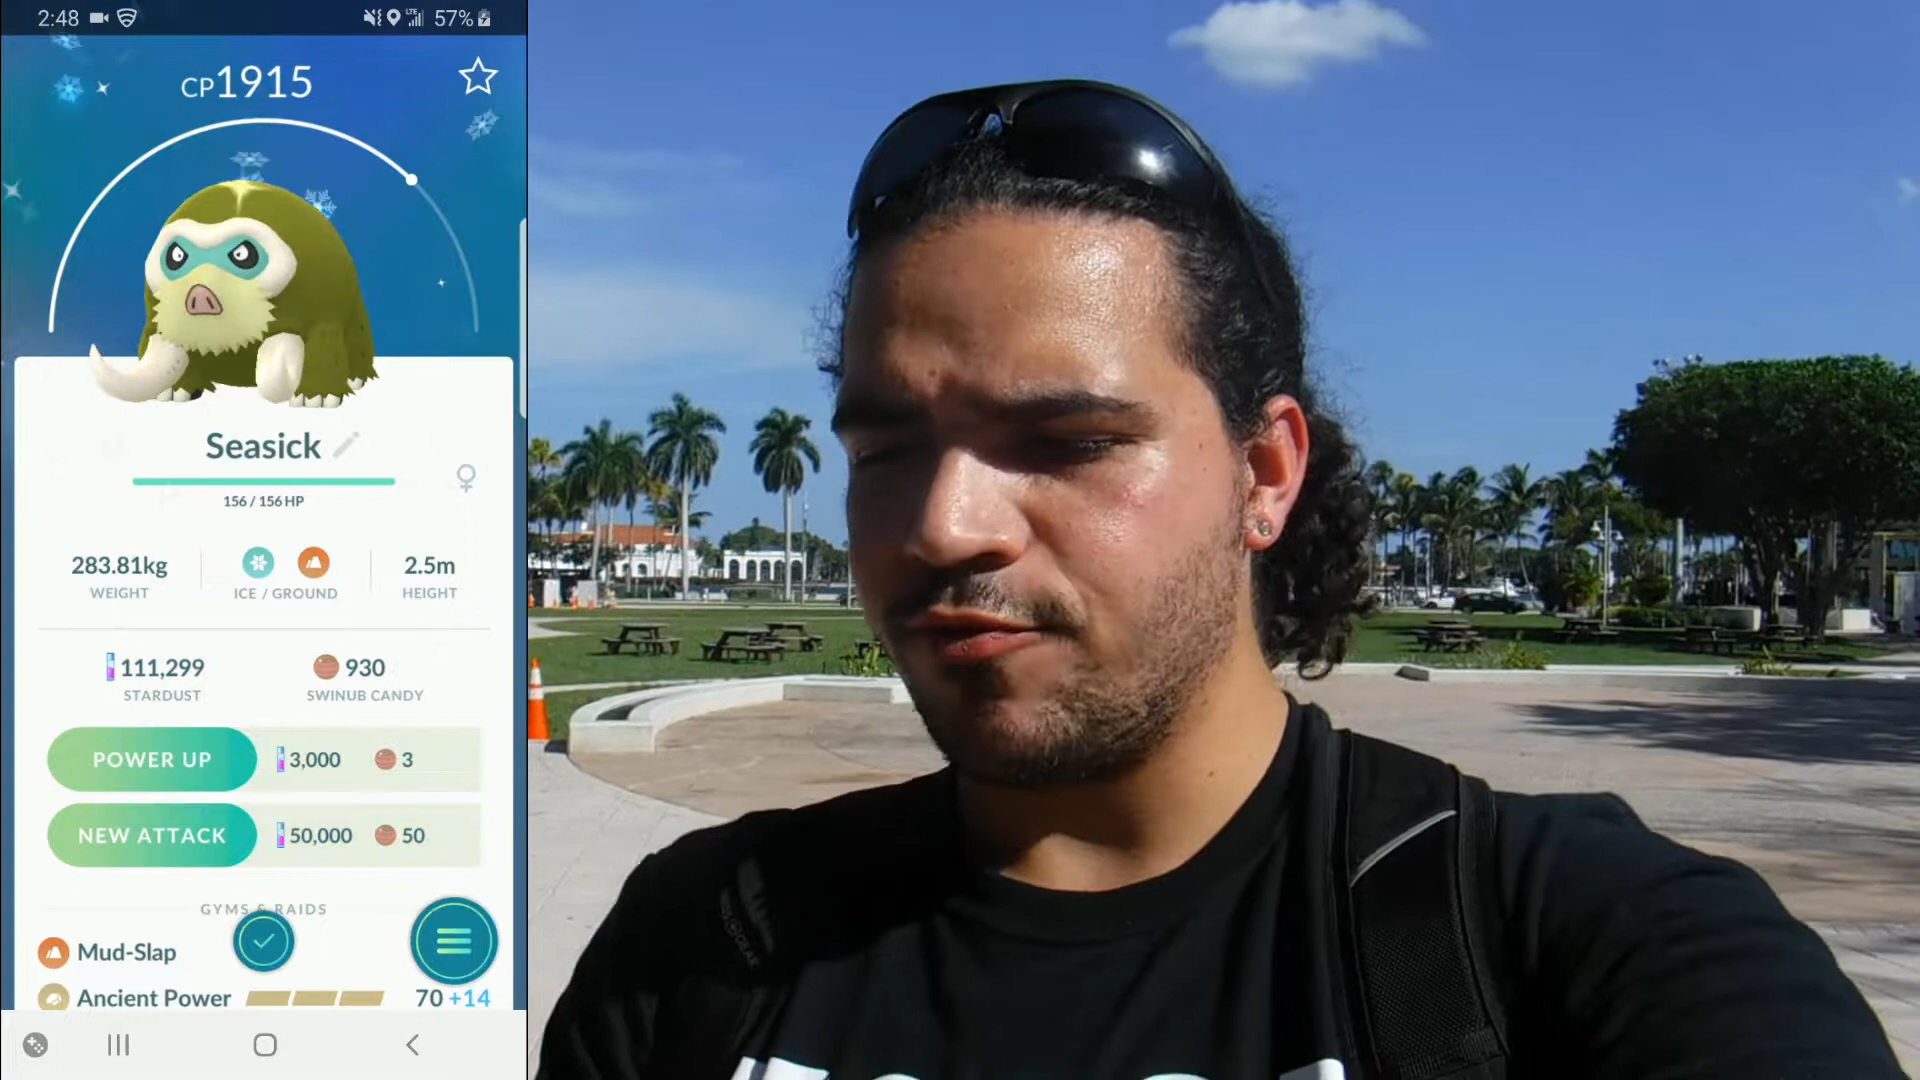 2:48
LTE
57%
CP1915
Seasick
156 / 156 HP
283.81kg
WEIGHT
ICE / GROUND
2.5m
HEIGHT
111,299
STARDUST
930
SWINUB CANDY
POWER UP
3,000
3
NEW ATTACK
50,000
50
GYMS & RAIDS
Mud-Slap
Ancient Power
70 +14